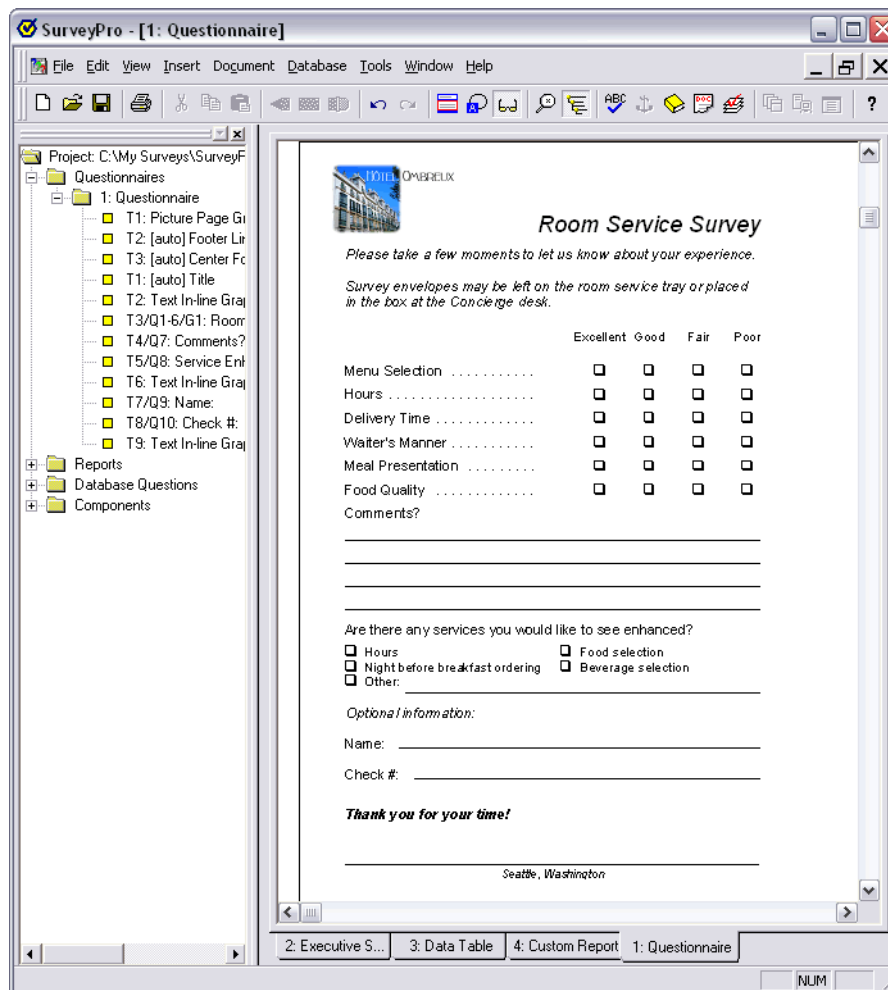 SurveyPro - [1: Questionnaire]
File Edit View Insert Document Database Tools Window Help
ABC DOC ?
Project: C:\My Surveys\SurveyF
Questionnaires
1: Questionnaire
T1: Picture Page Gr
T2: [auto] Footer Lin
T3: [auto] Center Fo
T1: [auto] Title
T2: Text In-line Grap
T3/Q1-6/G1: Room
T4/Q7: Comments?
T5/Q8: Service Enh
T6: Text In-line Grap
T7/Q9: Name:
T8/Q10: Check #:
T9: Text In-line Grap
Reports
Database Questions
Components
HÔTEL OMBREUX
Room Service Survey
Please take a few moments to let us know about your experience.
Survey envelopes may be left on the room service tray or placed
in the box at the Concierge desk.
Excellent Good Fair Poor
Menu Selection . . . . . . . . . . .
Hours . . . . . . . . . . . . . . . . . . .
Delivery Time . . . . . . . . . . . . .
Waiter's Manner . . . . . . . . . . .
Meal Presentation . . . . . . . . .
Food Quality . . . . . . . . . . . . .
Comments?
Are there any services you would like to see enhanced?
Hours Food selection
Night before breakfast ordering Beverage selection
Other:
Optional information:
Name:
Check #:
Thank you for your time!
Seattle, Washington
2: Executive S... 3: Data Table 4: Custom Report 1: Questionnaire
NUM